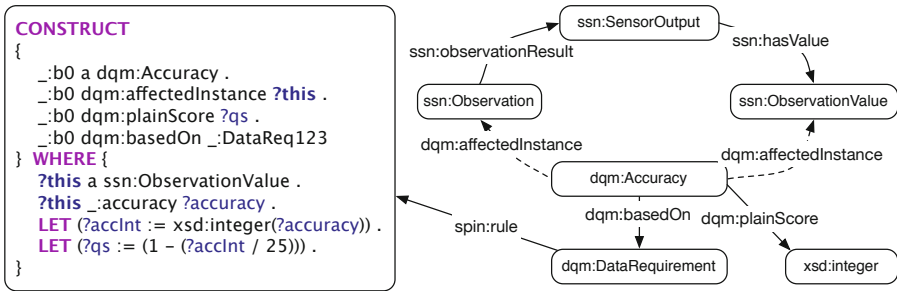 CONSTRUCT
{
_:b0 a dqm:Accuracy .
_:b0 dqm:affectedInstance ?this .
_:b0 dqm:plainScore ?qs .
_:b0 dqm:basedOn _:DataReq123
} WHERE {
?this a ssn:ObservationValue .
?this _:accuracy ?accuracy .
LET (?accInt := xsd:integer(?accuracy)) .
LET (?qs := (1 – (?accInt / 25))) .
}
ssn:SensorOutput
ssn:observationResult
ssn:hasValue
ssn:Observation
ssn:ObservationValue
dqm:affectedInstance
dqm:affectedInstance
dqm:Accuracy
dqm:basedOn
dqm:plainScore
spin:rule
dqm:DataRequirement
xsd:integer